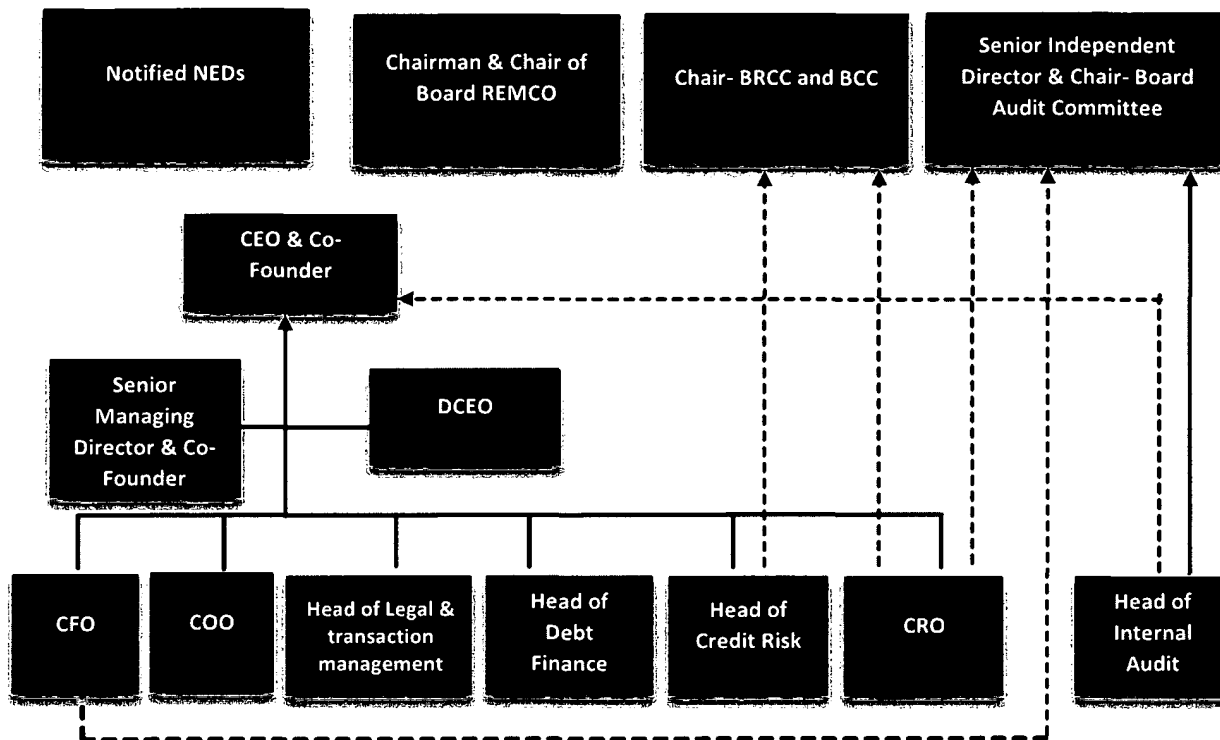 Notified NEDs
Chairman & Chair of
Board REMCO
Chair- BRCC and BCC
Senior Independent
Director & Chair- Board
Audit Committee
CEO & Co-
Founder
Senior
Managing
Director & Co-
Founder
DCEO
CFO
COO
Head of Legal &
transaction
management
Head of
Debt
Finance
Head of
Credit Risk
CRO
Head of
Internal
Audit